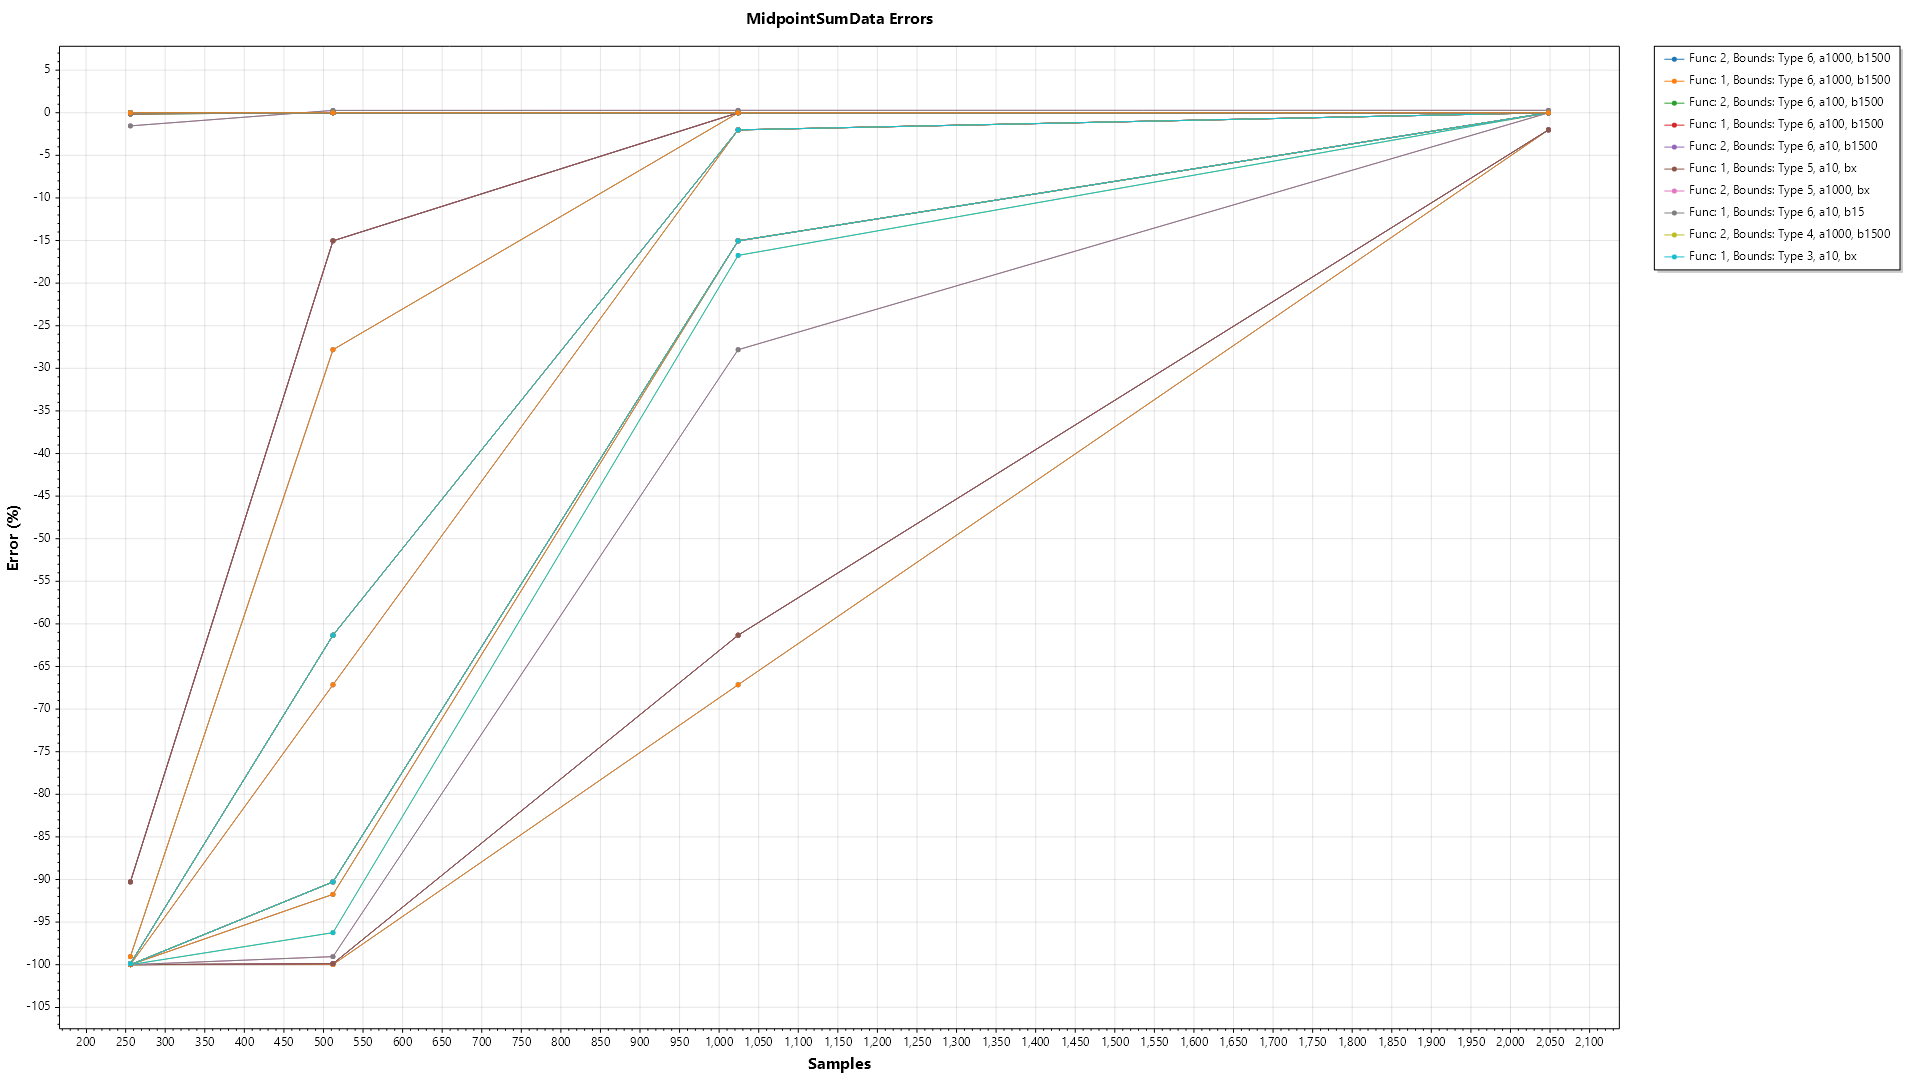 MidpointSumData Errors
5
0
-5
-10
-15
-20
-25
-30
-35
-40
-45
-50
-55
-60
-65
-70
-75
-80
-85
-90
-95
-100
-105
Error (%)
200 250 300 350 400 450 500 550 600 650 700 750 800 850 900 950 1,000 1,050 1,100 1,150 1,200 1,250 1,300 1,350 1,400 1,450 1,500 1,550 1,600 1,650 1,700 1,750 1,800 1,850 1,900 1,950 2,000 2,050 2,100
Samples
Func: 2, Bounds: Type 6, a1000, b1500
Func: 1, Bounds: Type 6, a1000, b1500
Func: 2, Bounds: Type 6, a100, b1500
Func: 1, Bounds: Type 6, a100, b1500
Func: 2, Bounds: Type 6, a10, b1500
Func: 1, Bounds: Type 5, a10, bx
Func: 2, Bounds: Type 5, a1000, bx
Func: 1, Bounds: Type 6, a10, b15
Func: 2, Bounds: Type 4, a1000, b1500
Func: 1, Bounds: Type 3, a10, bx